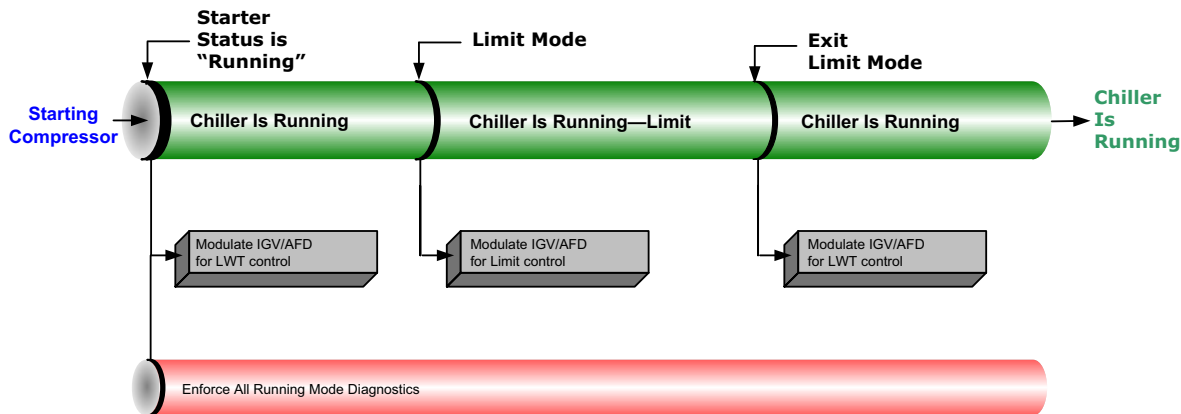 Starter
Status is
“Running”
Limit Mode
Exit
Limit Mode
Starting
Compressor
Chiller Is Running
Chiller Is Running—Limit
Chiller Is Running
Chiller
Is
Running
Modulate IGV/AFD
for LWT control
Modulate IGV/AFD
for Limit control
Modulate IGV/AFD
for LWT control
Enforce All Running Mode Diagnostics